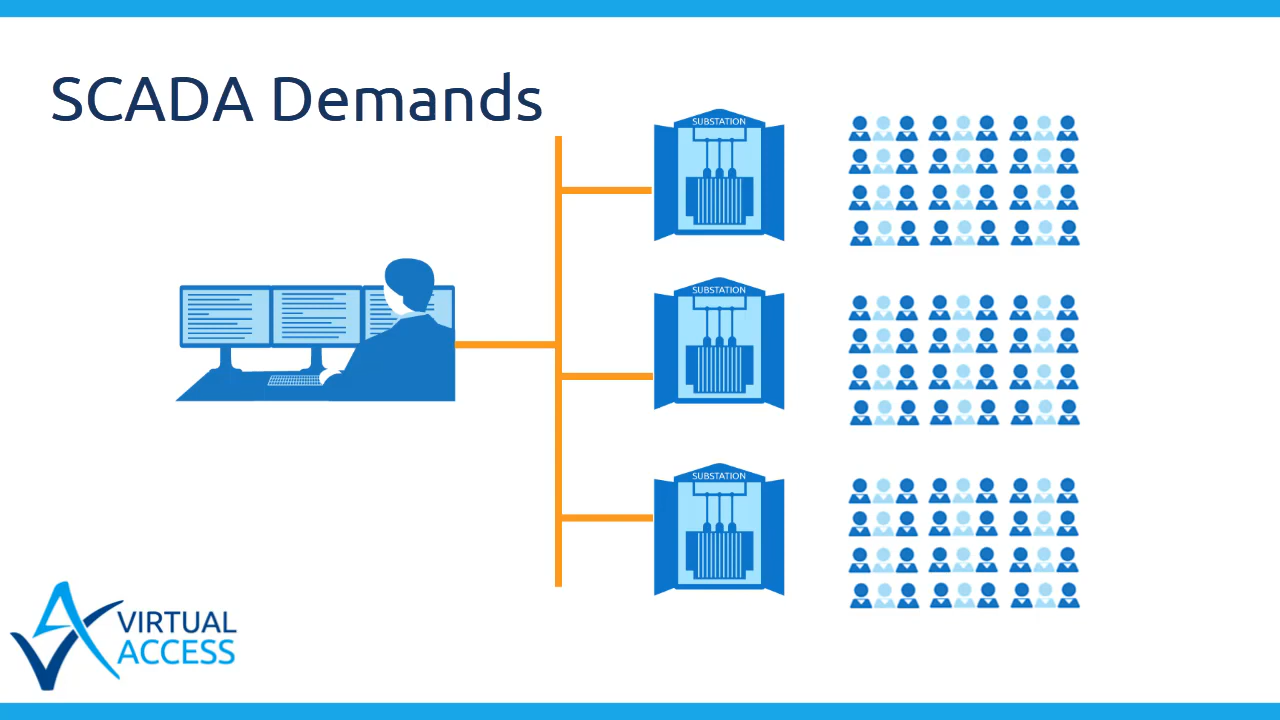 SCADA Demands
SUBSTATION
SUBSTATION
SUBSTATION
VIRTUAL
ACCESS